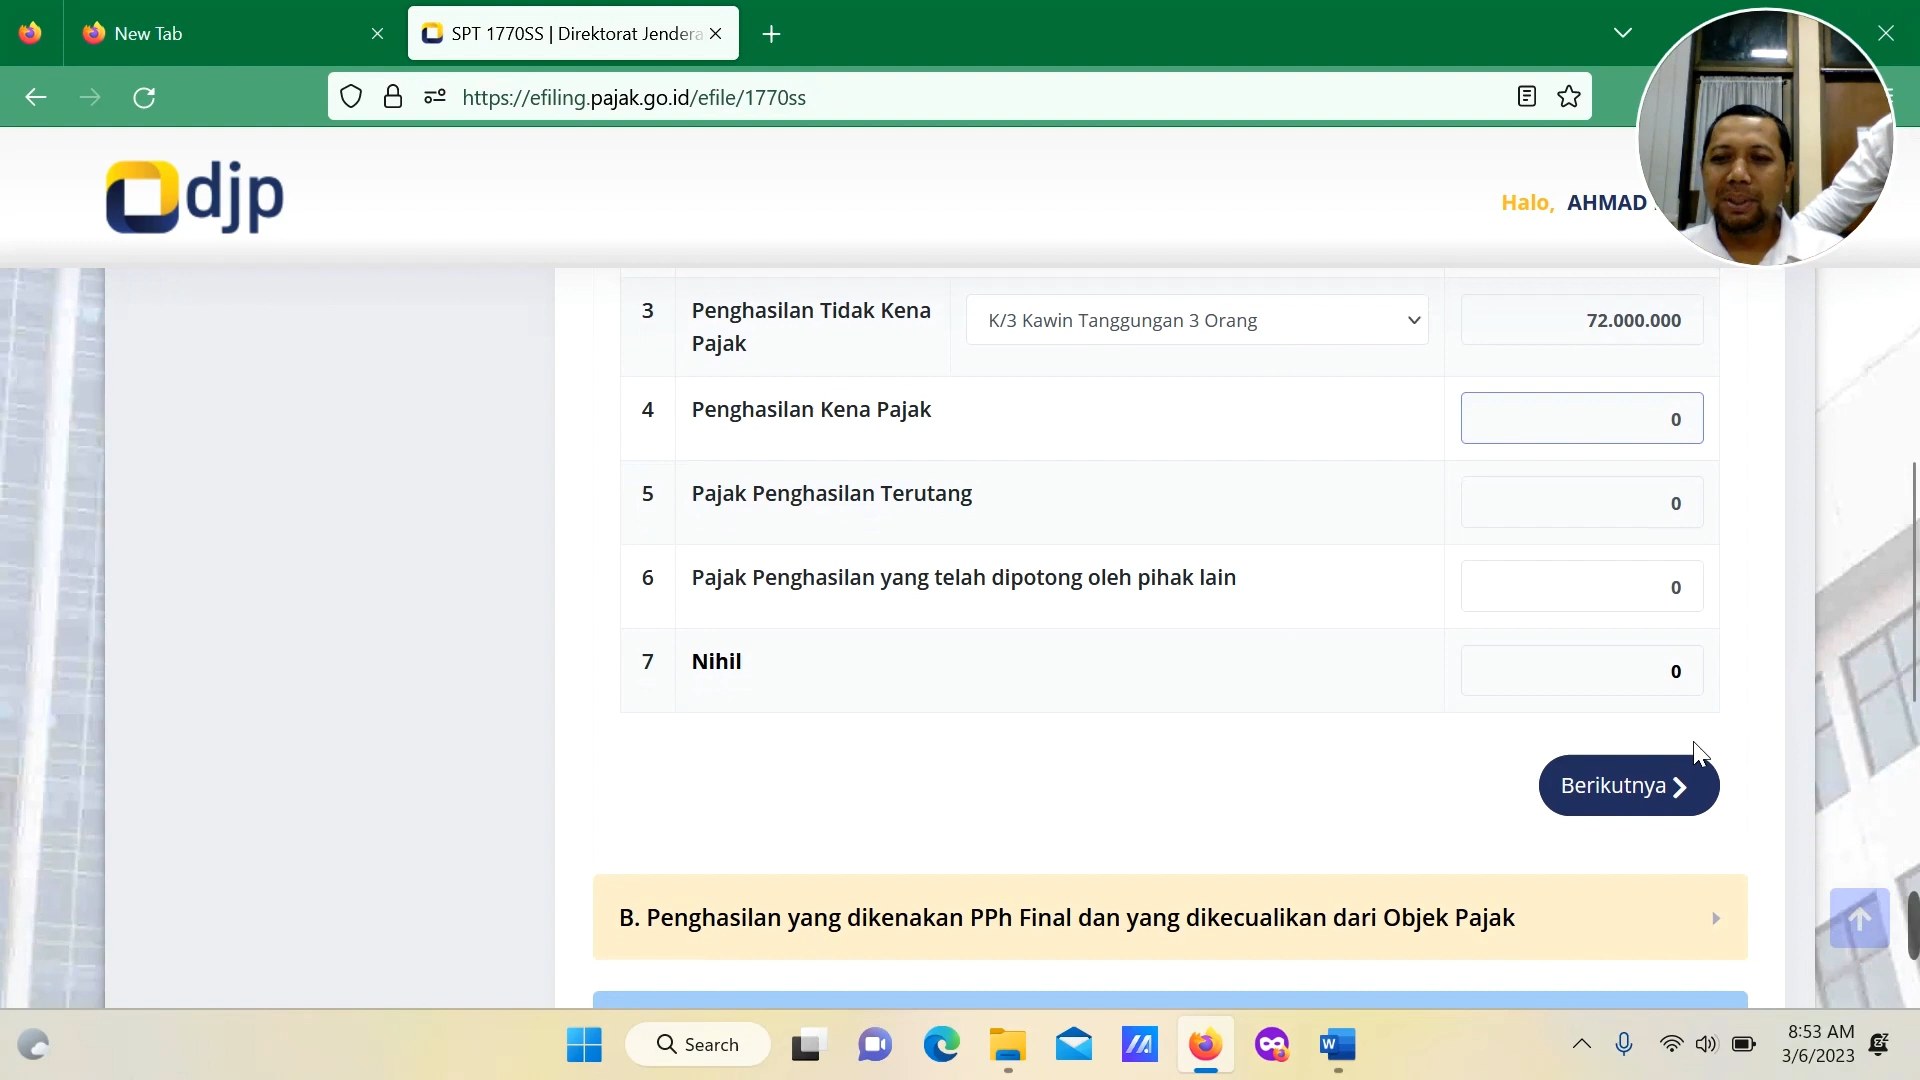 New Tab
SPT 1770SS | Direktorat Jendera
https://efiling.pajak.go.id/efile/1770ss
djp
Halo, AHMAD
3 Penghasilan Tidak Kena Pajak K/3 Kawin Tanggungan 3 Orang 72.000.000
4 Penghasilan Kena Pajak 0
5 Pajak Penghasilan Terutang 0
6 Pajak Penghasilan yang telah dipotong oleh pihak lain 0
7 Nihil 0
Berikutnya
B. Penghasilan yang dikenakan PPh Final dan yang dikecualikan dari Objek Pajak
Search
8:53 AM
3/6/2023